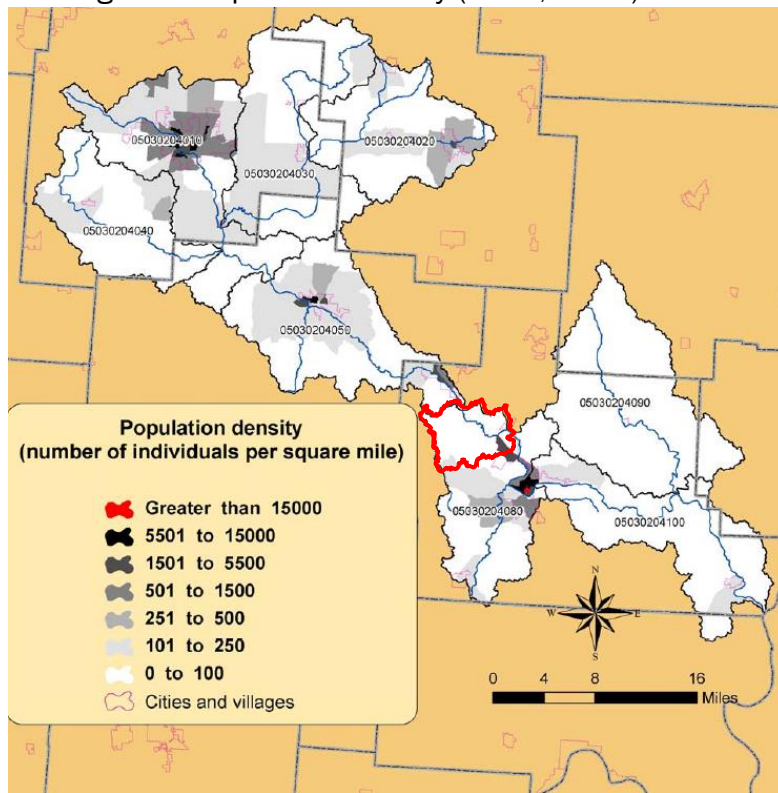 05030204010
05030204020
05030204030
05030204040
05030204050
05030204090
05030204080
05030204100
Population density
(number of individuals per square mile)
Greater than 15000
5501 to 15000
1501 to 5500
501 to 1500
251 to 500
101 to 250
0 to 100
Cities and villages
N
W E
S
0 4 8 16
Miles